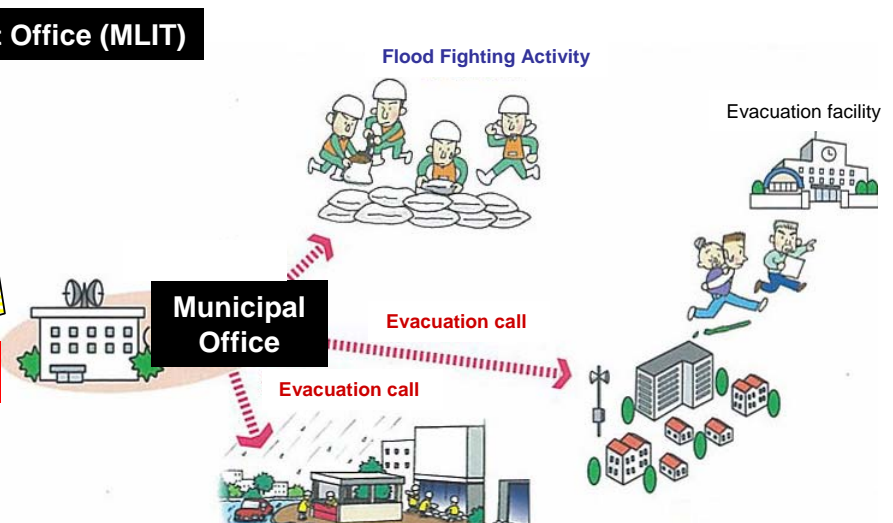 Office (MLIT)
Flood Fighting Activity
Evacuation facility
Municipal
Office
Evacuation call
Evacuation call